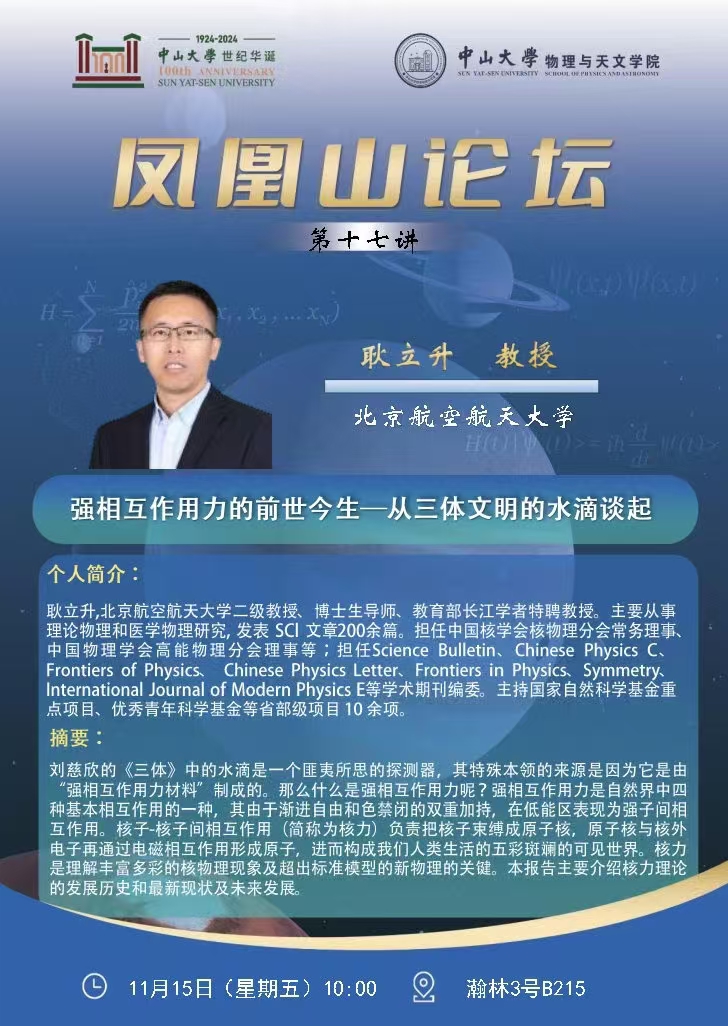 1924-2024
中山大學世纪华诞
100th ANNIVERSARY
SUN YAT-SEN UNIVERSITY
中山大學 物理与天文学院
SUN YAT-SEN UNIVERSITY SCHOOL OF PHYSICS AND ASTRONOMY
凤凰山论坛
第十七讲
耿立升 教授
北京航空航天大学
强相互作用力的前世今生—从三体文明的水滴谈起
个人简介：
耿立升,北京航空航天大学二级教授、博士生导师、教育部长江学者特聘教授。主要从事
理论物理和医学物理研究, 发表 SCI 文章200余篇。担任中国核学会核物理分会常务理事、
中国物理学会高能物理分会理事等；担任Science Bulletin、Chinese Physics C、
Frontiers of Physics、 Chinese Physics Letter、Frontiers in Physics、Symmetry、
International Journal of Modern Physics E等学术期刊编委。主持国家自然科学基金重
点项目、优秀青年科学基金等省部级项目 10 余项。
摘要：
刘慈欣的《三体》中的水滴是一个匪夷所思的探测器，其特殊本领的来源是因为它是由
“强相互作用力材料”制成的。那么什么是强相互作用力呢？强相互作用力是自然界中四
种基本相互作用的一种，其由于渐进自由和色禁闭的双重加持，在低能区表现为强子间相
互作用。核子-核子间相互作用（简称为核力）负责把核子束缚成原子核，原子核与核外
电子再通过电磁相互作用形成原子，进而构成我们人类生活的五彩斑斓的可见世界。核力
是理解丰富多彩的核物理现象及超出标准模型的新物理的关键。本报告主要介绍核力理论
的发展历史和最新现状及未来发展。
11月15日（星期五）10:00
瀚林3号B215